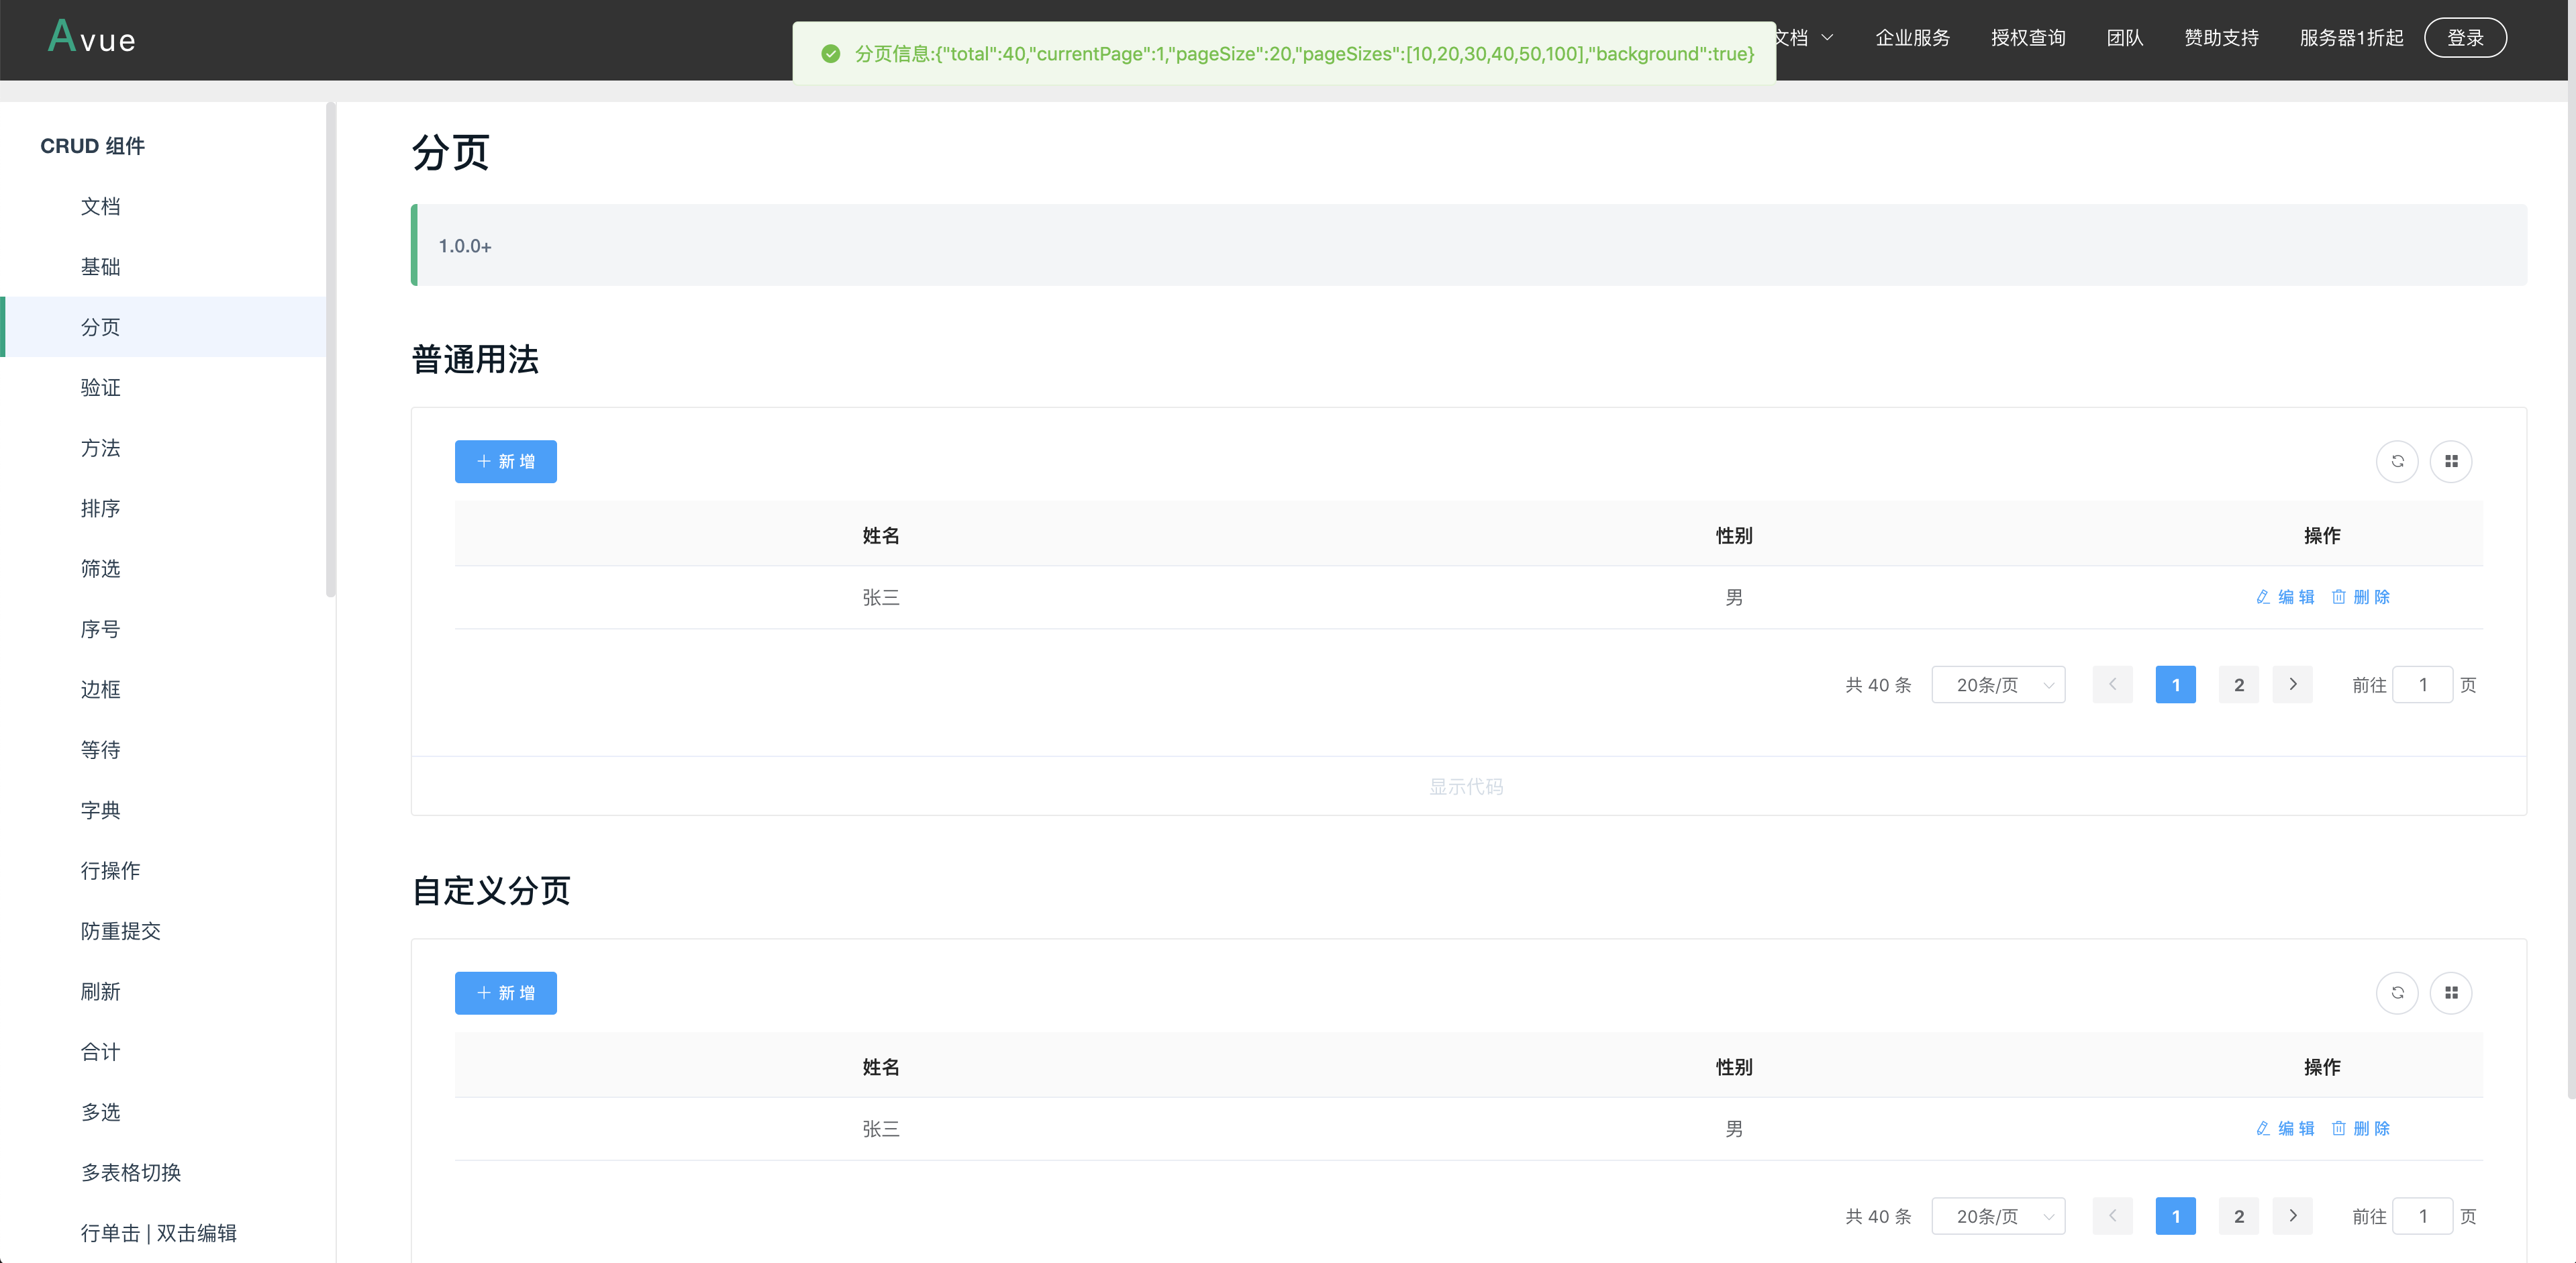 Avue
分页信息:{"total":40,"currentPage":1,"pageSize":20,"pageSizes":[10,20,30,40,50,100],"background":true}
文档 企业服务 授权查询 团队 赞助支持 服务器1折起 登录
CRUD 组件
文档
基础
分页
验证
方法
排序
筛选
序号
边框
等待
字典
行操作
防重提交
刷新
合计
多选
多表格切换
行单击 | 双击编辑
分页
1.0.0+
普通用法
新 增
姓名 性别 操作
张三 男 编 辑 删 除
共 40 条 20条/页 1 2 前往 1 页
显示代码
自定义分页
新 增
姓名 性别 操作
张三 男 编 辑 删 除
共 40 条 20条/页 1 2 前往 1 页